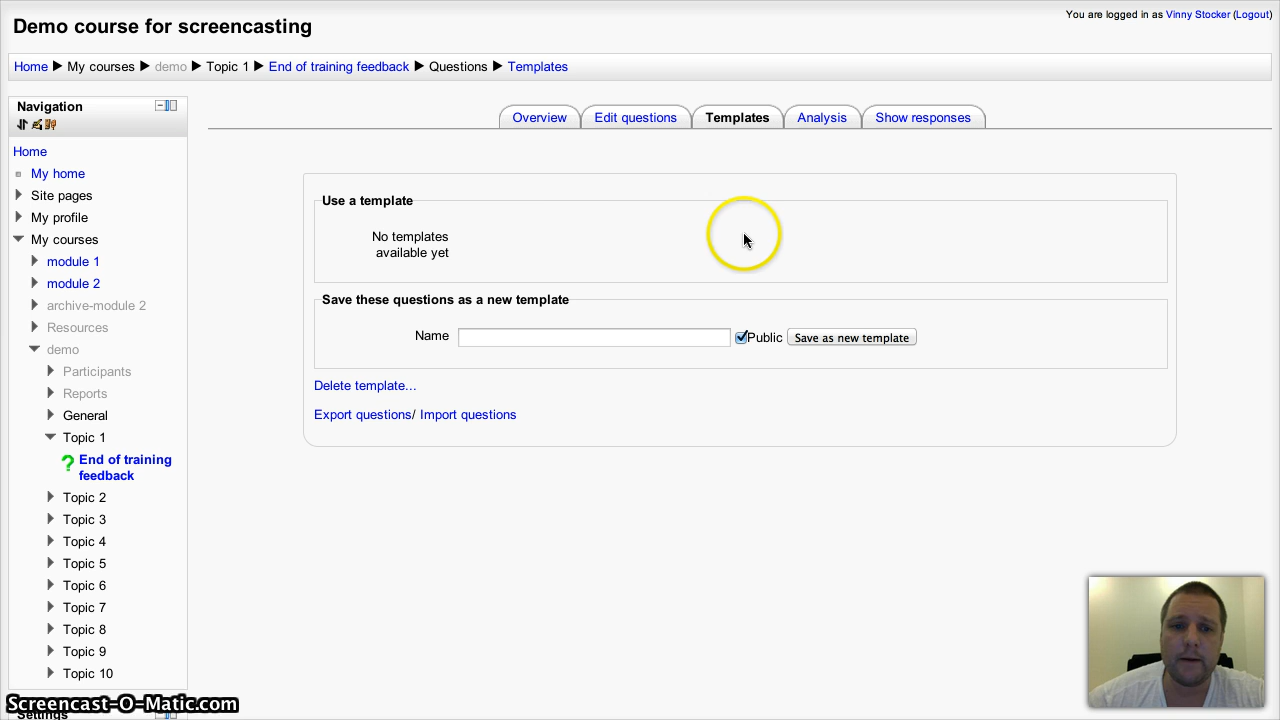 Demo course for screencasting
You are logged in as Vinny Stocker (Logout)
Home ▶ My courses ▶ demo ▶ Topic 1 ▶ End of training feedback ▶ Questions ▶ Templates
Navigation
Home
My home
Site pages
My profile
My courses
module 1
module 2
archive-module 2
Resources
demo
Participants
Reports
General
Topic 1
End of training
feedback
Topic 2
Topic 3
Topic 4
Topic 5
Topic 6
Topic 7
Topic 8
Topic 9
Topic 10
Settings
Overview
Edit questions
Templates
Analysis
Show responses
Use a template
No templates
available yet
Save these questions as a new template
Name
Public
Save as new template
Delete template...
Export questions/ Import questions
Screencast-O-Matic.com